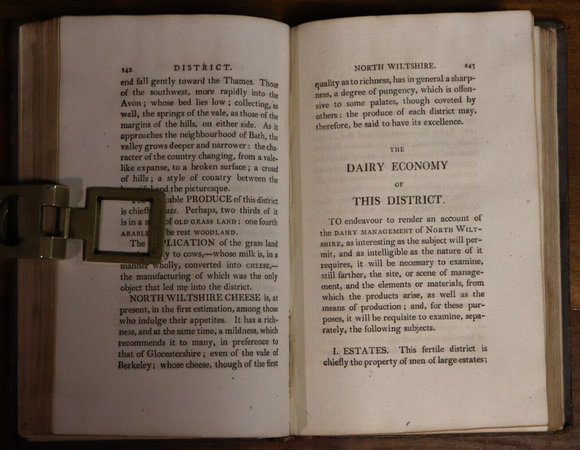 142 DISTRICT.
end fall gently toward the Thames. Those
of the southwest, more rapidly into the
Avon; whose bed lies low; collecting, as
well, the springs of the vale, as those of the
margins of the hills, on either side. As it
approaches the neighbourhood of Bath, the
valley grows deeper and narrower: the cha-
racter of the country changing, from a vale-
like expanse, to a broken surface; a croud
of hills; a style of country between the
and the picturesque.
PRODUCE of this district
is chiefly Perhaps, two thirds of it
is in a OLD GRASS LAND: one fourth
ARABLE the rest WOODLAND.
The of the grass land
to cows,—whose milk is, in a
manner wholly, converted into CHEESE,—
the manufacturing of which was the only
object that led me into the district.
NORTH WILTSHIRE CHEESE is, at
present, in the first estimation, among those
who indulge their appetites. It has a rich-
ness, and at the same time, a mildness, which
recommends it to many, in preference to
that of Glocestershire; even of the vale of
Berkeley; whose cheese, though of the first
NORTH WILTSHIRE. 143
quality as to richness, has in general a sharp-
ness, a degree of pungency, which is offen-
sive to some palates, though coveted by
others: the produce of each district may,
therefore, be said to have its excellence.
THE
DAIRY ECONOMY
OF
THIS DISTRICT.
TO endeavour to render an account of
the DAIRY MANAGEMENT of NORTH WILT-
SHIRE, as interesting as the subject will per-
mit, and as intelligible as the nature of it
requires, it will be necessary to examine,
still farther, the site, or scene of manage-
ment, and the elements or materials, from
which the products arise, as well as the
means of production; and, for these pur-
poses, it will be requisite to examine, sepa-
rately, the following subjects.
I. ESTATES. This fertile district is
chiefly the property of men of large estates;